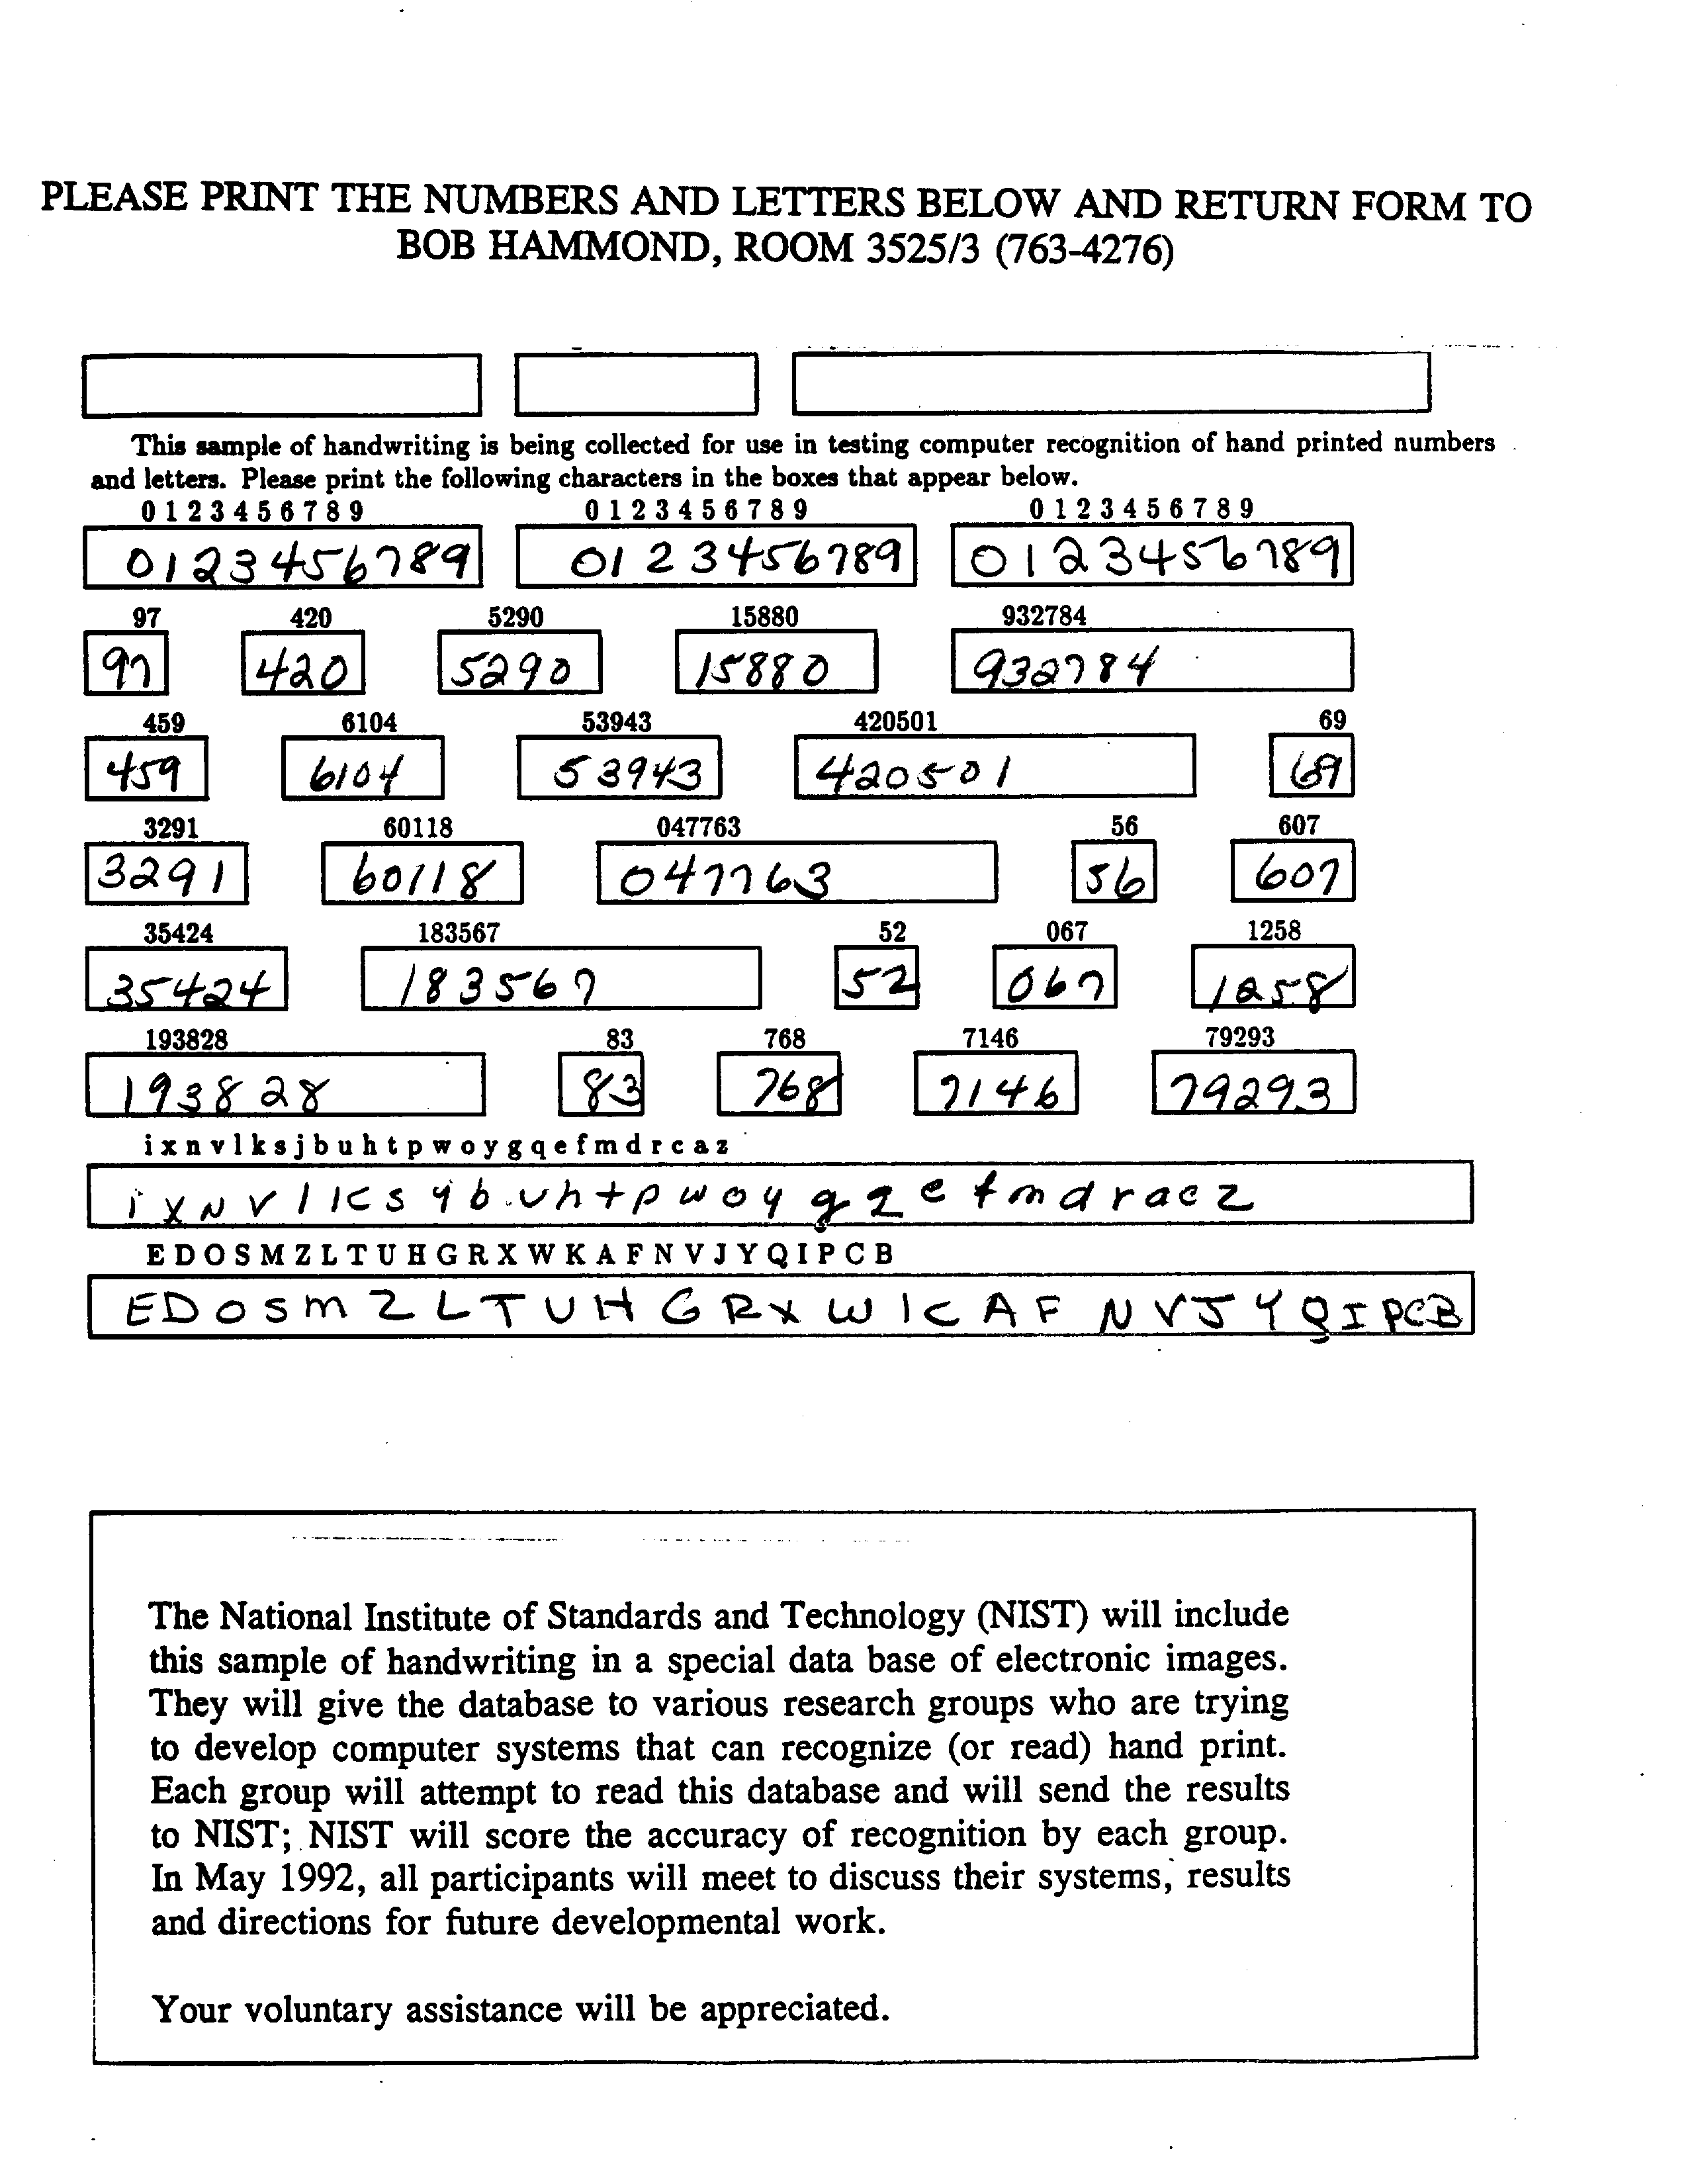 PLEASE PRINT THE NUMBERS AND LETTERS BELOW AND RETURN FORM TO
BOB HAMMOND, ROOM 3525/3 (763-4276)
This sample of handwriting is being collected for use in testing computer recognition of hand printed numbers
and letters. Please print the following characters in the boxes that appear below.
0 1 2 3 4 5 6 7 8 9 0 1 2 3 4 5 6 7 8 9 0 1 2 3 4 5 6 7 8 9
0123456789 0123456789 0123456789
97 420 5290 15880 932784
97 420 5290 15880 932784
459 6104 53943 420501 69
459 6104 53943 420501 69
3291 60118 047763 56 607
3291 60118 047763 56 607
35424 183567 52 067 1258
35424 183567 52 067 1258
193828 83 768 7146 79293
193828 83 768 7146 79293
i x n v l k s j b u h t p w o y g q e f m d r c a z
i x N v l k s y b u h t p w o y g q e f m d r a c z
E D O S M Z L T U H G R X W K A F N V J Y Q I P C B
E D O S M Z L T U H G R X W K A F N V J Y Q I P C B
The National Institute of Standards and Technology (NIST) will include
this sample of handwriting in a special data base of electronic images.
They will give the database to various research groups who are trying
to develop computer systems that can recognize (or read) hand print.
Each group will attempt to read this database and will send the results
to NIST; NIST will score the accuracy of recognition by each group.
In May 1992, all participants will meet to discuss their systems, results
and directions for future developmental work.
Your voluntary assistance will be appreciated.